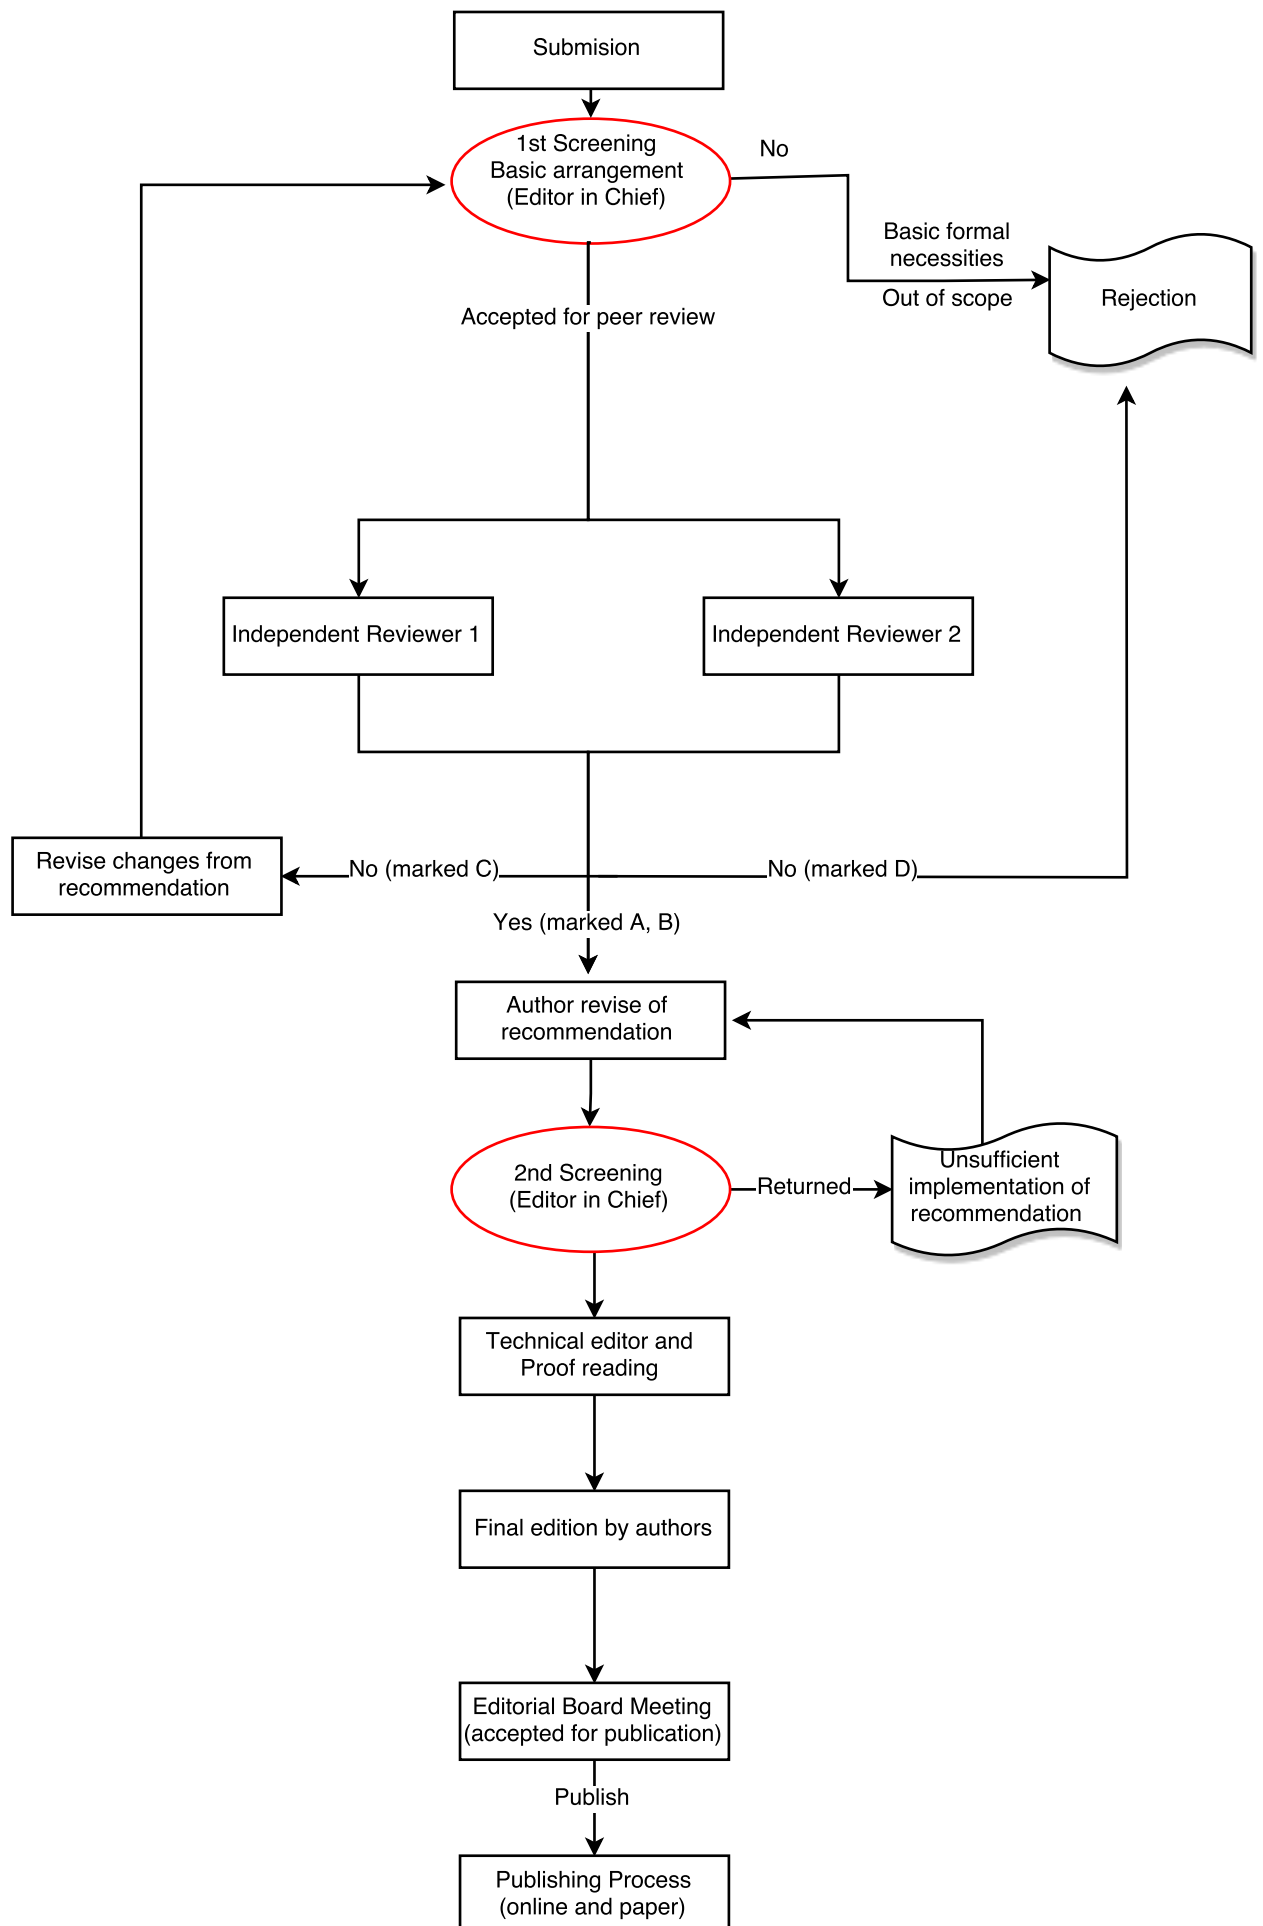 Submision
1st Screening
Basic arrangement
(Editor in Chief)
No
Basic formal
necessities
Out of scope
Rejection
Accepted for peer review
Independent Reviewer 1
Independent Reviewer 2
Revise changes from
recommendation
No (marked C)
No (marked D)
Yes (marked A, B)
Author revise of
recommendation
2nd Screening
(Editor in Chief)
Returned
Unsufficient
implementation of
recommendation
Technical editor and
Proof reading
Final edition by authors
Editorial Board Meeting
(accepted for publication)
Publish
Publishing Process
(online and paper)